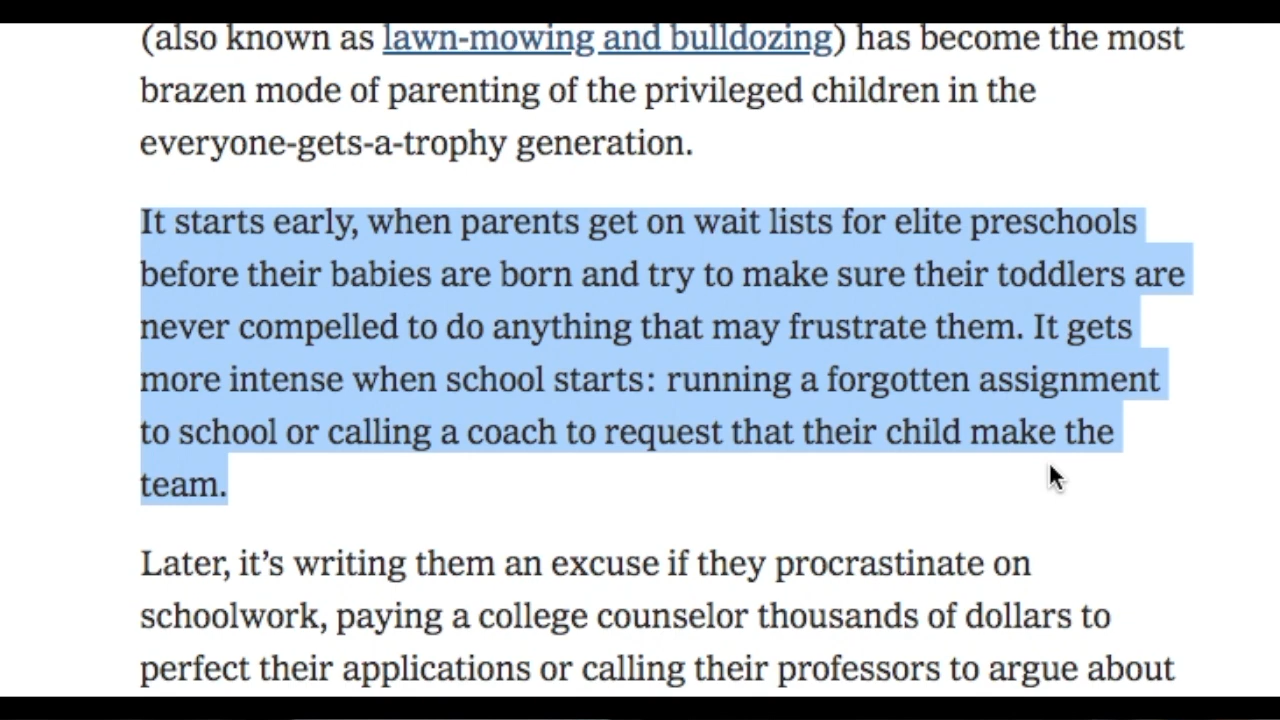 (also known as lawn-mowing and bulldozing) has become the most
brazen mode of parenting of the privileged children in the
everyone-gets-a-trophy generation.
It starts early, when parents get on wait lists for elite preschools
before their babies are born and try to make sure their toddlers are
never compelled to do anything that may frustrate them. It gets
more intense when school starts: running a forgotten assignment
to school or calling a coach to request that their child make the
team.
Later, it’s writing them an excuse if they procrastinate on
schoolwork, paying a college counselor thousands of dollars to
perfect their applications or calling their professors to argue about